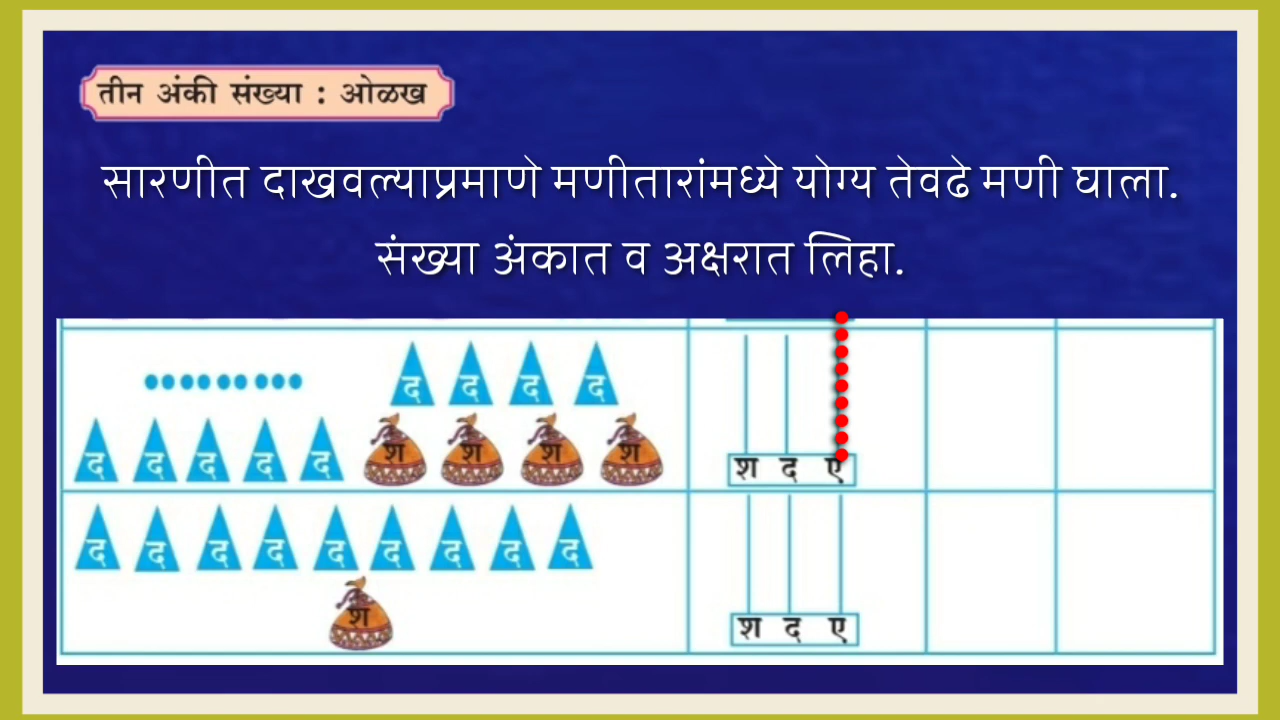 तीन अंकी संख्या : ओळख
सारणीत दाखवल्याप्रमाणे मणीतारांमध्ये योग्य तेवढे मणी घाला.
संख्या अंकात व अक्षरात लिहा.
द द द द
द द द द द श श श श
श द ए
द द द द द द द द द
श
श द ए